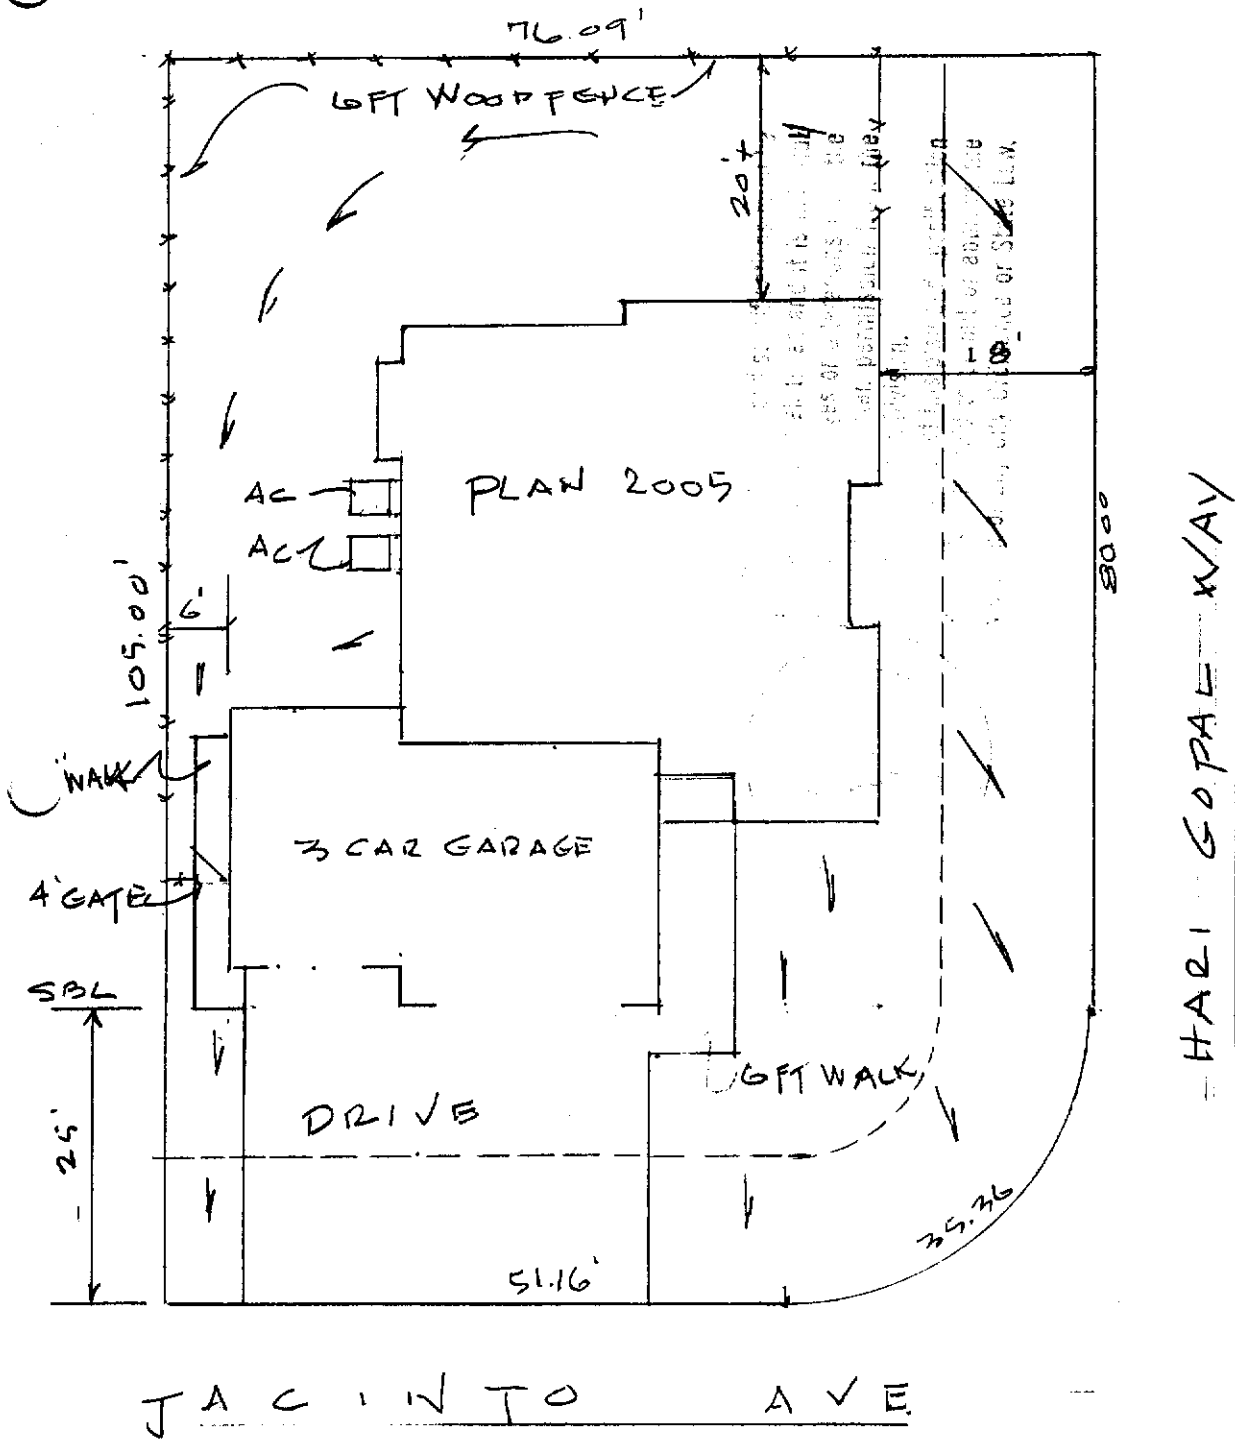 76.09'
6FT WOOD FENCE
20'±
18'
PLAN 2005
AC
AC
80.00
HARI GOPAL WAY
105.00'
6'
WALK
3 CAR GARAGE
4' GATE
SBL
6FT WALK
DRIVE
25'
35.36
51.16'
JACINTO AVE